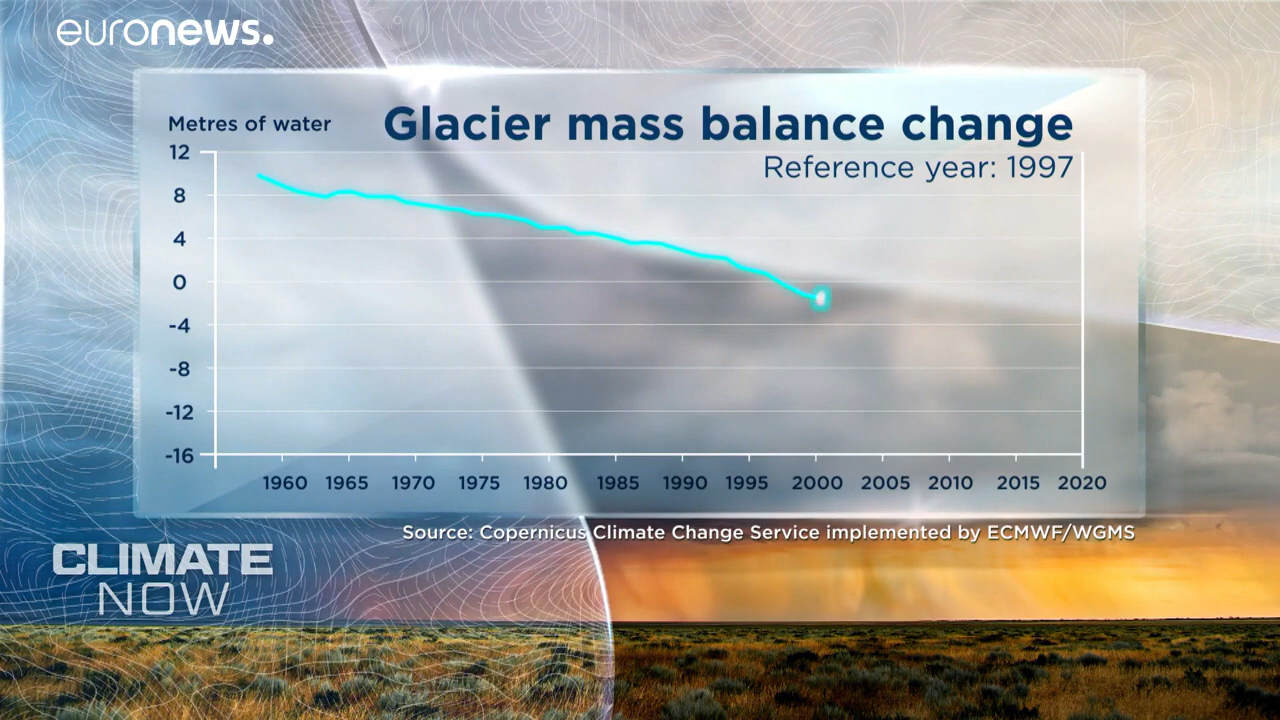 euronews.
Metres of water
Glacier mass balance change
Reference year: 1997
12
8
4
0
-4
-8
-12
-16
1960 1965 1970 1975 1980 1985 1990 1995 2000 2005 2010 2015 2020
Source: Copernicus Climate Change Service implemented by ECMWF/WGMS
CLIMATE
NOW